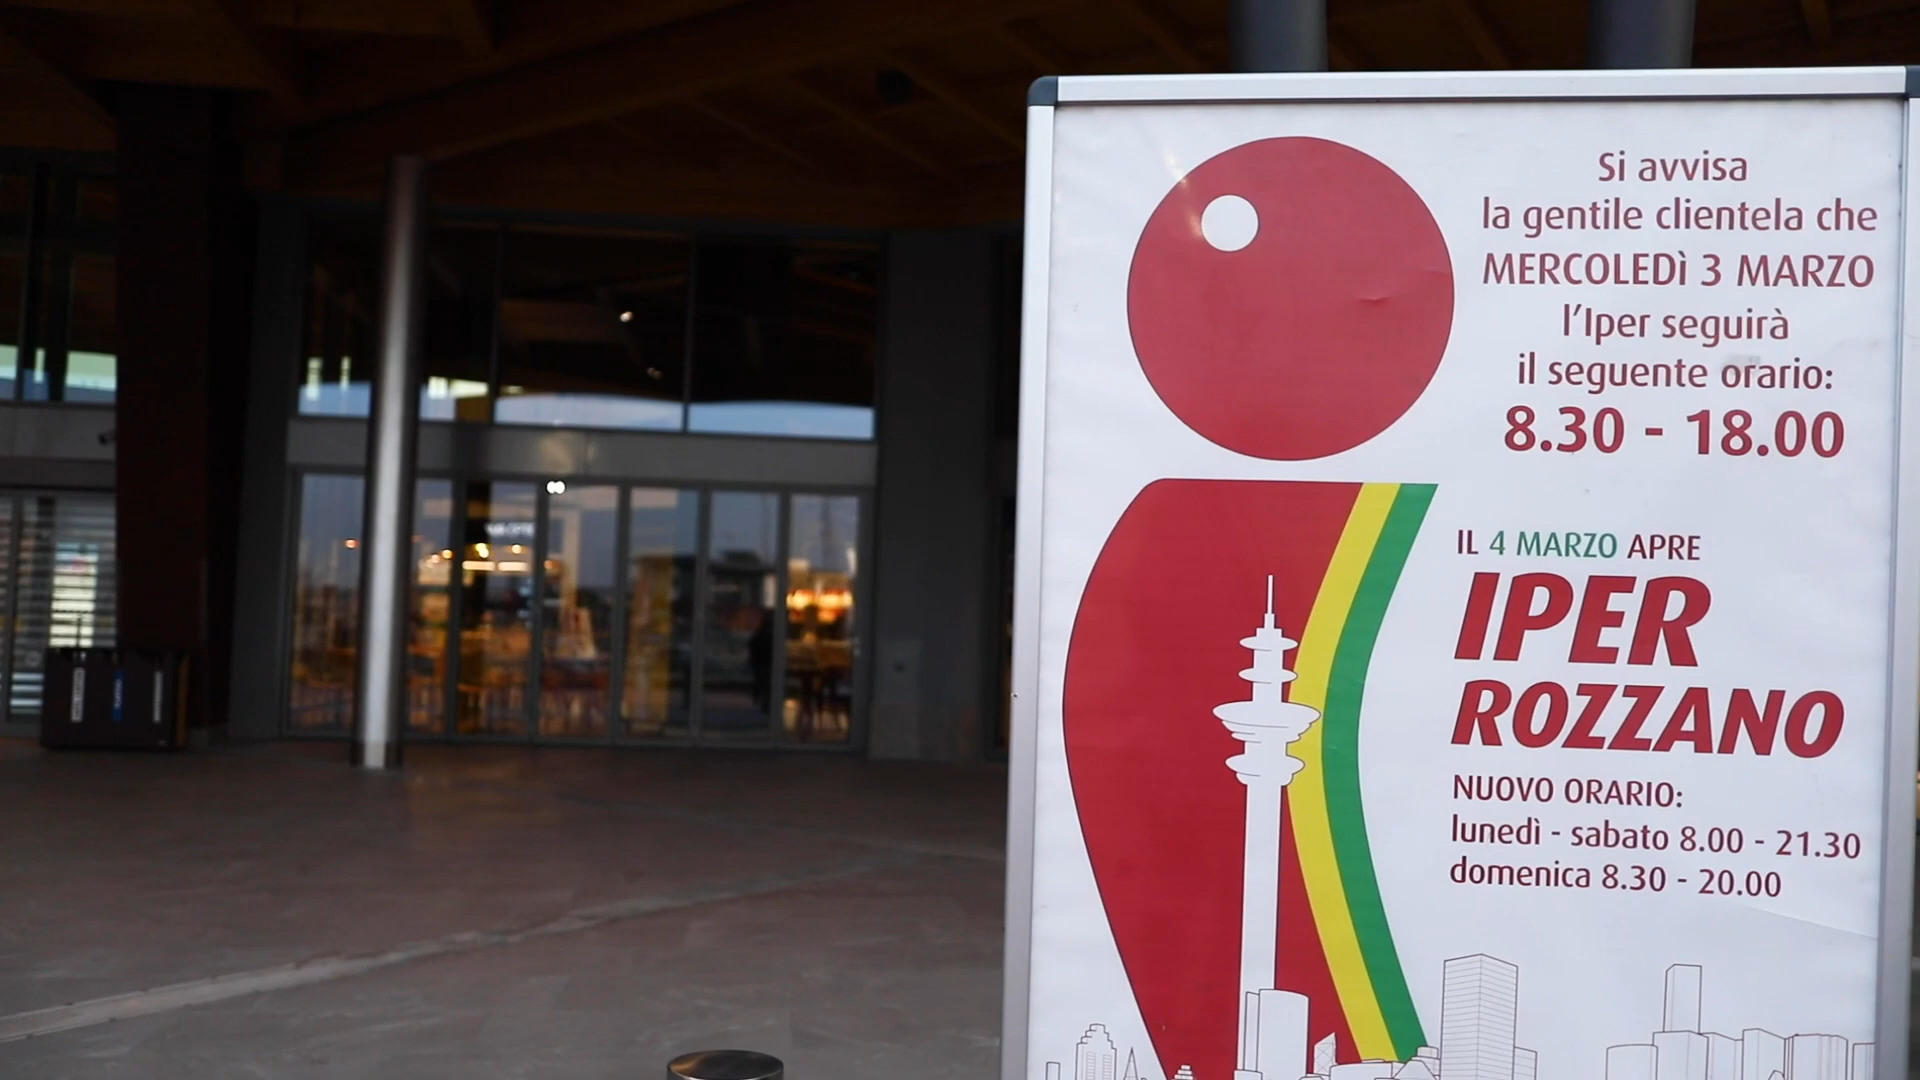 Si avvisa
la gentile clientela che
MERCOLEDì 3 MARZO
l'Iper seguirà
il seguente orario:
8.30 - 18.00
IL 4 MARZO APRE
IPER
ROZZANO
NUOVO ORARIO:
lunedì - sabato 8.00 - 21.30
domenica 8.30 - 20.00